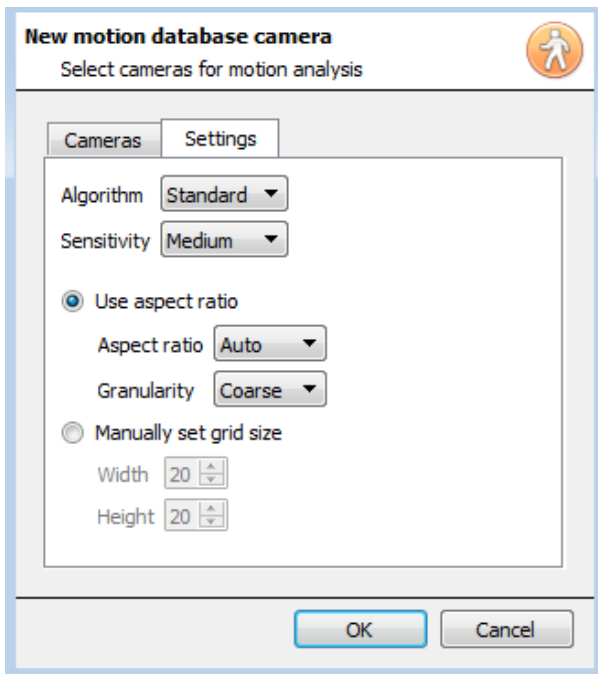 New motion database camera
Select cameras for motion analysis
Cameras Settings
Algorithm Standard
Sensitivity Medium
Use aspect ratio
Aspect ratio Auto
Granularity Coarse
Manually set grid size
Width 20
Height 20
OK Cancel